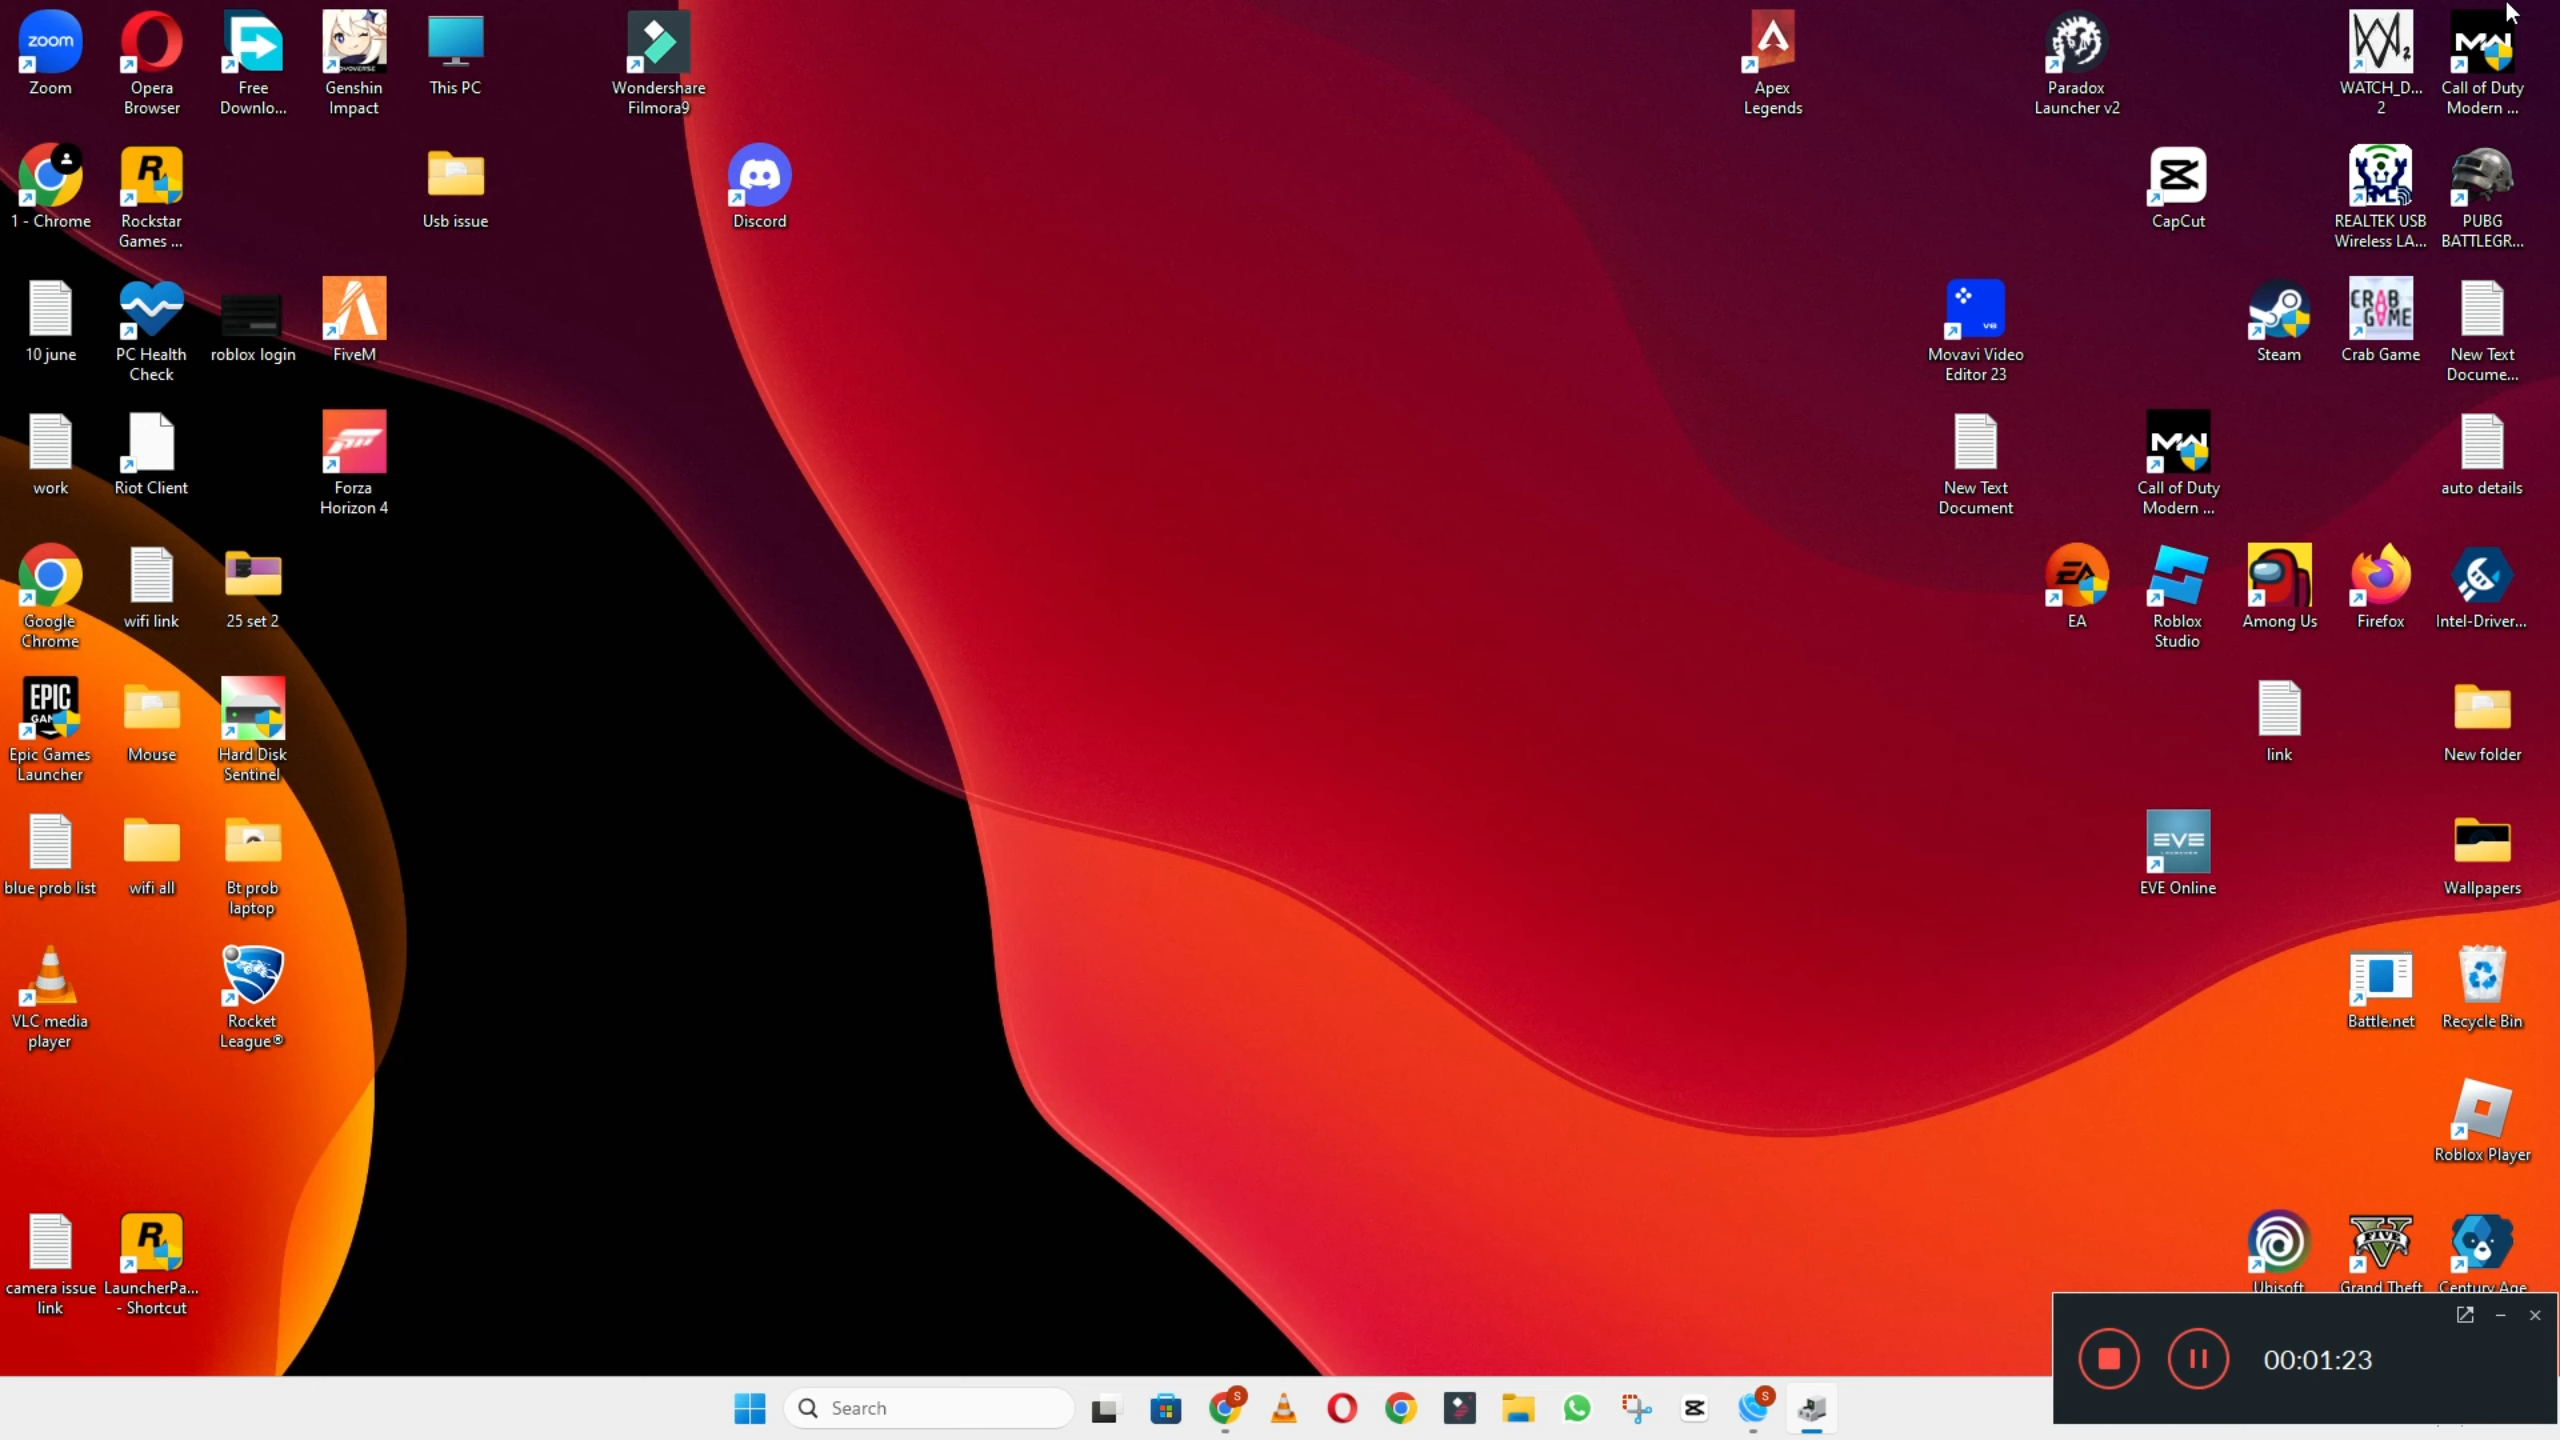 Zoom
Opera
Browser
Free
Downlo...
Genshin
Impact
This PC
Wondershare
Filmora9
Apex
Legends
Paradox
Launcher v2
WATCH_D...
2
Call of Duty
Modern ...
1 - Chrome
Rockstar
Games ...
Usb issue
Discord
CapCut
REALTEK USB
Wireless LA...
PUBG
BATTLEGR...
10 june
PC Health
Check
roblox login
FiveM
Movavi Video
Editor 23
Steam
Crab Game
New Text
Docume...
work
Riot Client
Forza
Horizon 4
New Text
Document
Call of Duty
Modern ...
auto details
Google
Chrome
wifi link
25 set 2
EA
Roblox
Studio
Among Us
Firefox
Intel-Driver...
Epic Games
Launcher
Mouse
Hard Disk
Sentinel
link
New folder
blue prob list
wifi all
Bt prob
laptop
EVE Online
Wallpapers
VLC media
player
Rocket
League®
Battle.net
Recycle Bin
Roblox Player
camera issue
link
LauncherPa...
- Shortcut
Ubisoft
Grand Theft
Century Age
00:01:23
Search